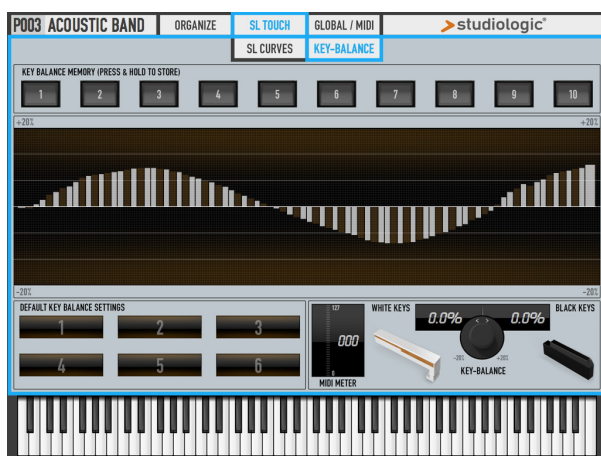 P003 ACOUSTIC BAND
ORGANIZE
SL TOUCH
GLOBAL / MIDI
studiologic®
SL CURVES
KEY-BALANCE
KEY BALANCE MEMORY (PRESS & HOLD TO STORE)
1 2 3 4 5 6 7 8 9 10
+20% +20%
-20% -20%
DEFAULT KEY BALANCE SETTINGS
1 2 3
4 5 6
127
000
0
MIDI METER
WHITE KEYS
0.0% 0.0%
BLACK KEYS
-20% +20%
KEY-BALANCE